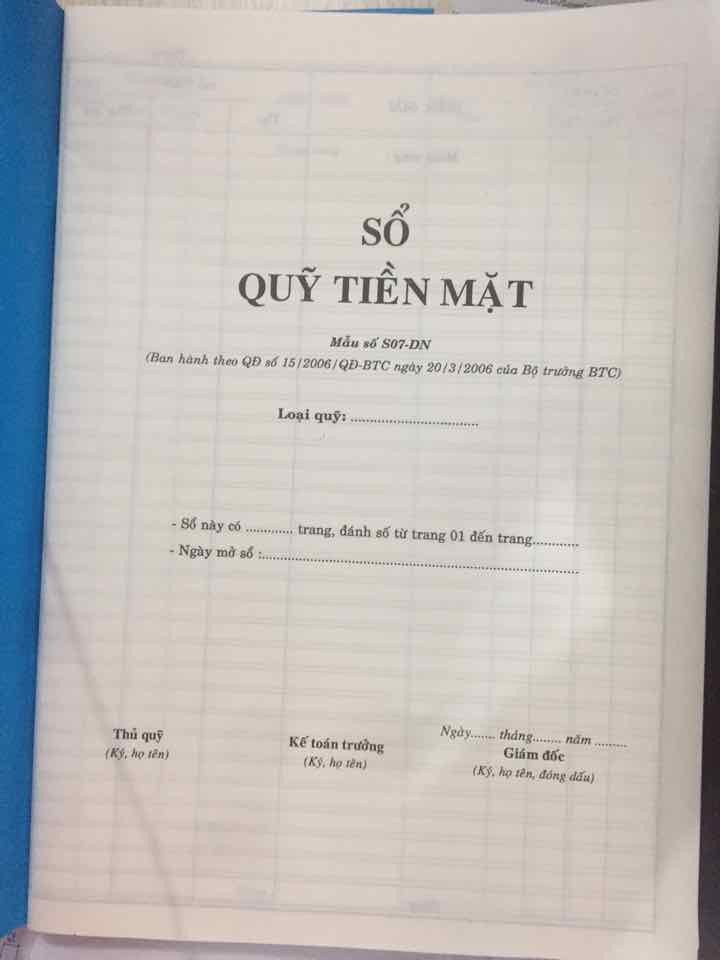 SỔ
QUỸ TIỀN MẶT
Mẫu số S07-DN
(Ban hành theo QĐ số 15/2006/QĐ-BTC ngày 20/3/2006 của Bộ trưởng BTC)
Loại quỹ: ................................
- Sổ này có ............ trang, đánh số từ trang 01 đến trang............
- Ngày mở sổ :................................................................................
Ngày....... tháng........ năm ........
Thủ quỹ
(Ký, họ tên)
Kế toán trưởng
(Ký, họ tên)
Giám đốc
(Ký, họ tên, đóng dấu)